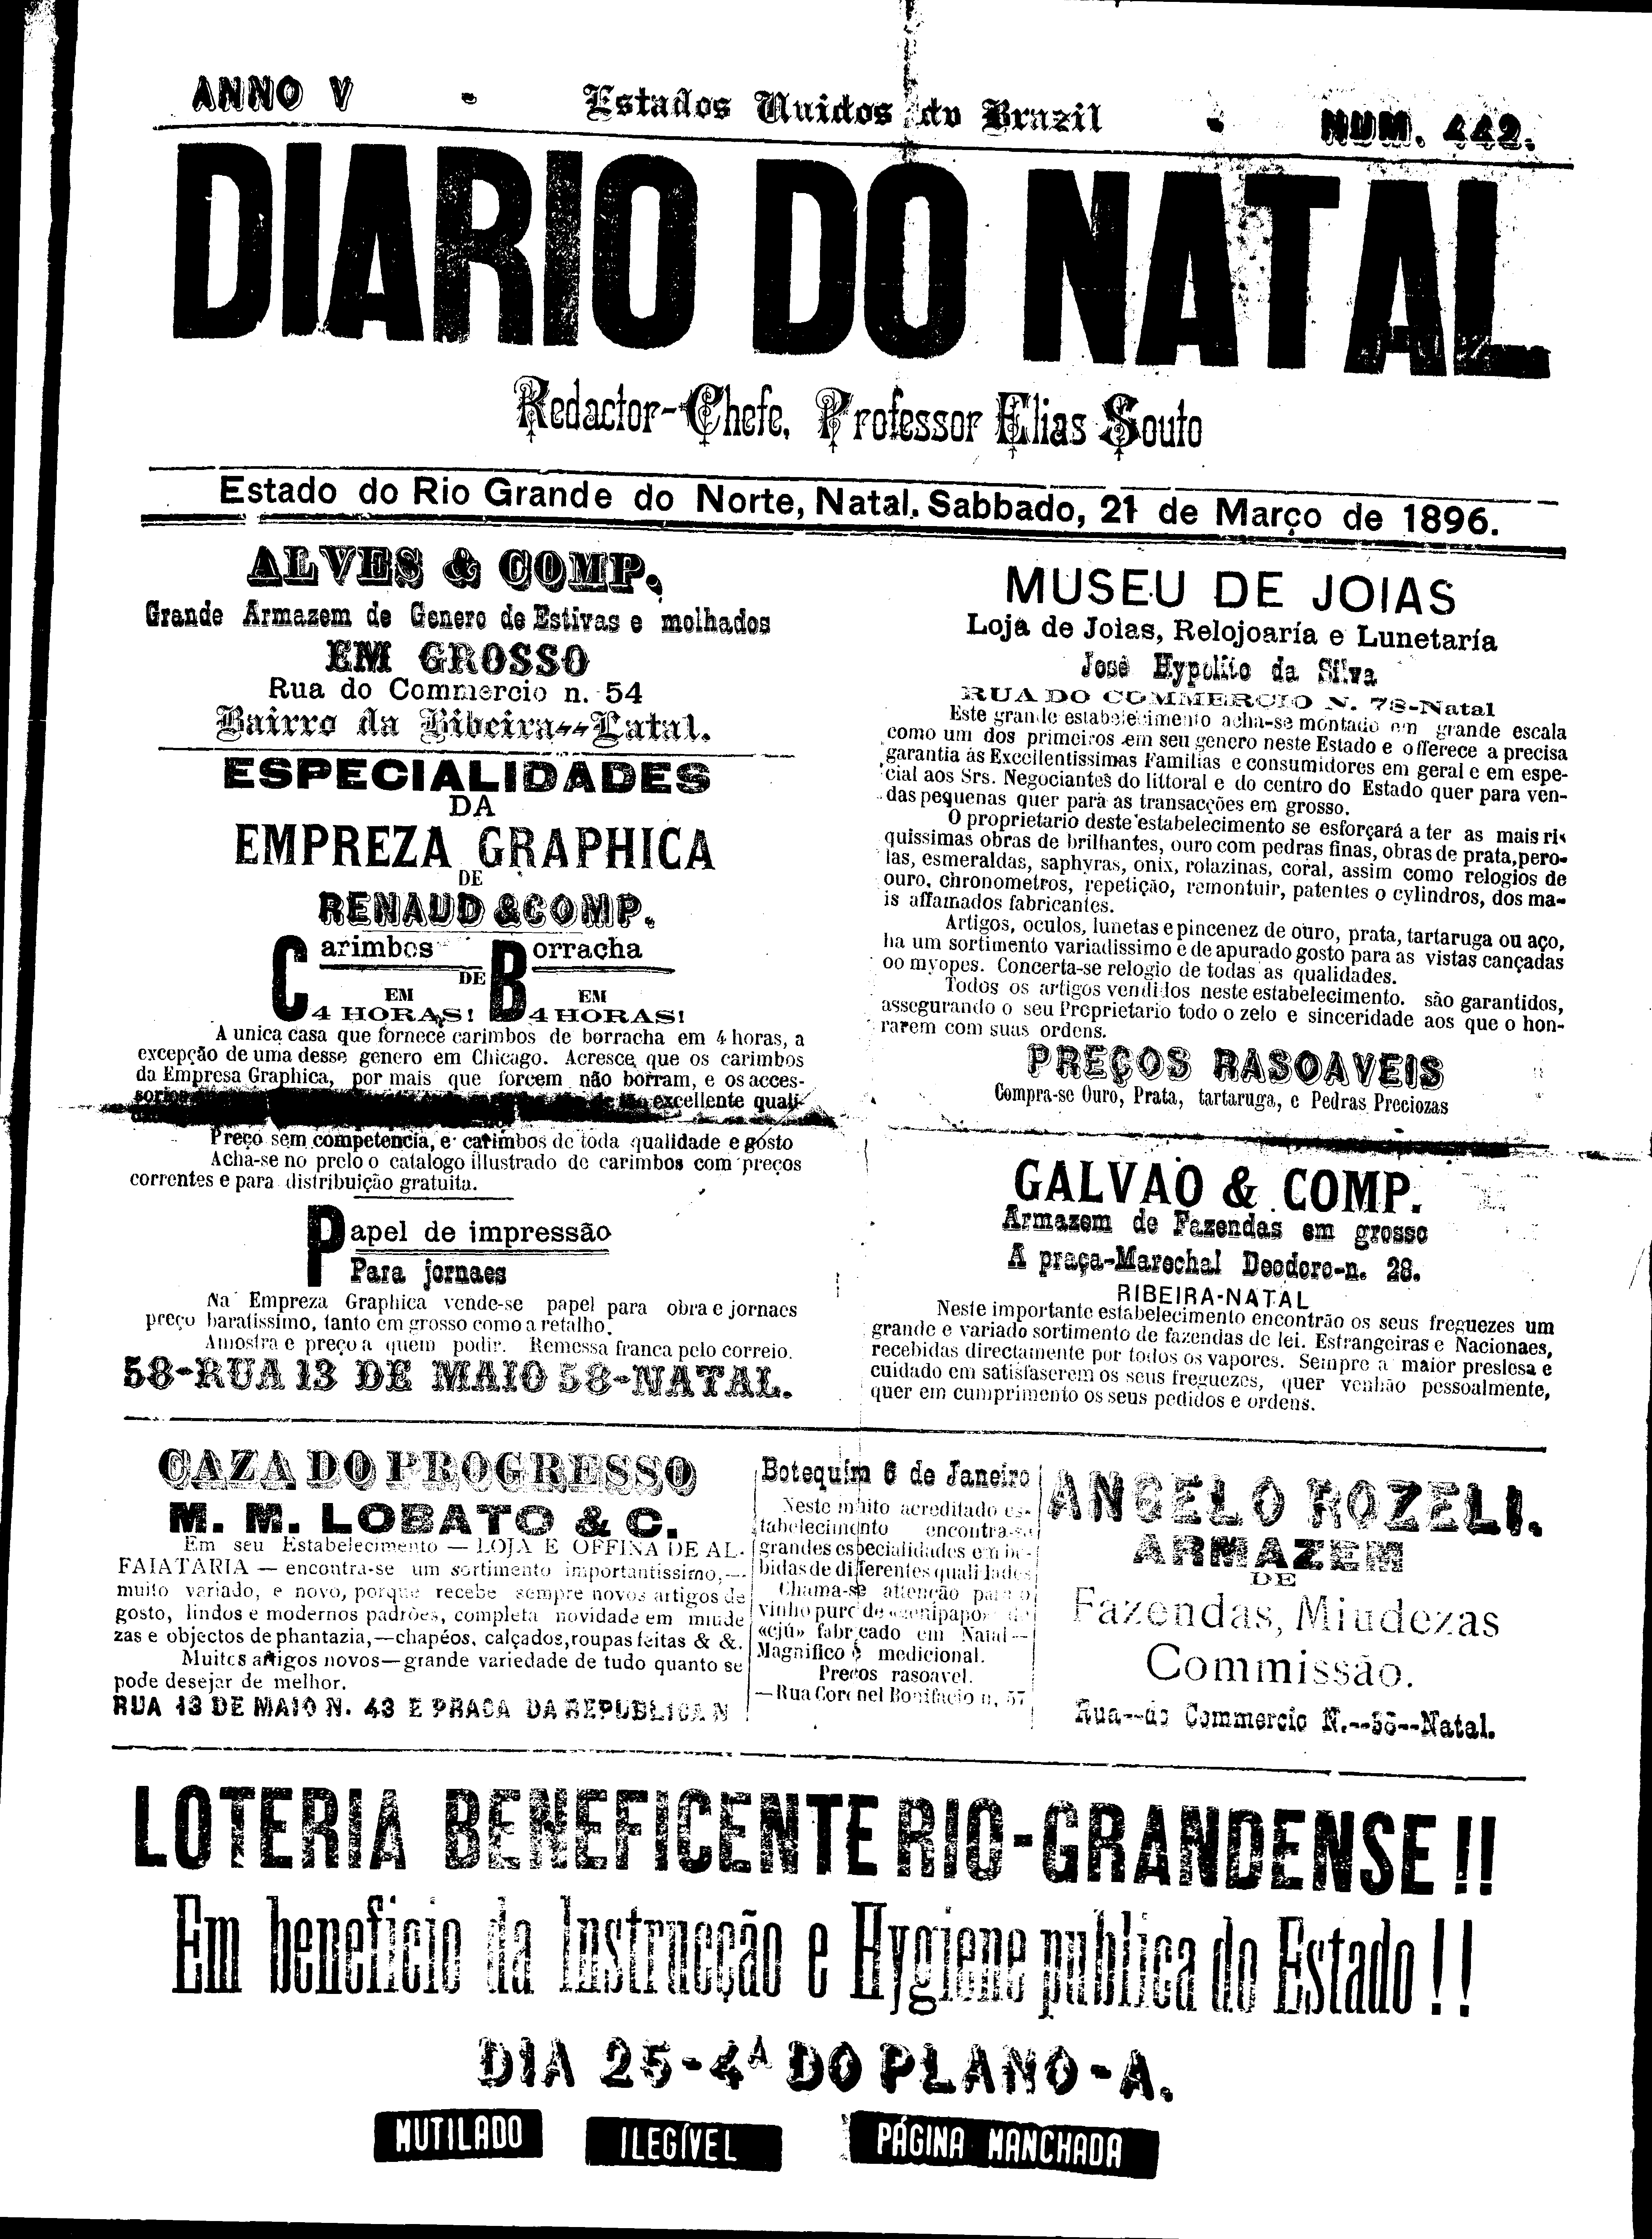 ANNO V
Estados Unidos do Brazil
NUM. 442.
DIARIO DO NATAL
Redactor-Chefe, Professor Elias Souto
Estado do Rio Grande do Norte, Natal. Sabbado, 21 de Março de 1896.
ALVES & COMP.
Grande Armazem de Genero de Estivas e molhados
EM GROSSO
Rua do Commercio n. 54
Bairro da Ribeira--Natal.
ESPECIALIDADES
DA
EMPREZA GRAPHICA
DE
RENAUD & COMP.
Carimbos DE Borracha
EM EM
4 HORAS! 4 HORAS!
A unica casa que fornece carimbos de borracha em 4 horas, a
excepção de uma desse genero em Chicago. Acresce que os carimbos
da Empresa Graphica, por mais que forcem não borram, e os acces-
sorios excellente quali-
Preço sem competencia, e carimbos de toda qualidade e gosto
Acha-se no prelo o catalogo illustrado de carimbos com preços
correntes e para distribuição gratuita.
Papel de impressão
Para jornaes
Na Empreza Graphica vende-se papel para obra e jornaes
preço baratissimo, tanto em grosso como a retalho.
Amostra e preço a quem podir. Remessa franca pelo correio.
58-RUA 13 DE MAIO 58-NATAL.
MUSEU DE JOIAS
Loja de Joias, Relojoaría e Lunetaría
José Hypolito da Silva
RUA DO COMMERCIO N. 73-Natal
Este grande estabelecimento acha-se montado em grande escala
como um dos primeiros em seu genero neste Estado e offerece a precisa
garantia ás Excellentissimas Familias e consumidores em geral e em espe-
cial aos Srs. Negociantes do littoral e do centro do Estado quer para ven-
das pequenas quer para as transacções em grosso.
O proprietario deste estabelecimento se esforçará a ter as mais ri-
quissimas obras de brilhantes, ouro com pedras finas, obras de prata, pero-
las, esmeraldas, saphyras, onix, rolazinas, coral, assim como relogios de
ouro, chronometros, repetição, remontuir, patentes o cylindros, dos ma-
is affamados fabricantes.
Artigos, oculos, lunetas e pincenez de ouro, prata, tartaruga ou aço,
ha um sortimento variadissimo e de apurado gosto para as vistas cançadas
oo myopes. Concerta-se relogio de todas as qualidades.
Todos os artigos vendidos neste estabelecimento. são garantidos,
assegurando o seu Proprietario todo o zelo e sinceridade aos que o hon-
rarem com suas ordens.
PREÇOS RASOAVEIS
Compra-se Ouro, Prata, tartaruga, e Pedras Preciozas
GALVAO & COMP.
Armazem de Fazendas em grosso
A praça-Marechal Deodoro-n. 28.
RIBEIRA-NATAL
Neste importante estabelecimento encontrão os seus freguezes um
grande e variado sortimento de fazendas de lei. Estrangeiras e Nacionaes,
recebidas directamente por todos os vapores. Sempre a maior preslesa e
cuidado em satisfaserem os seus freguezes, quer venhão pessoalmente,
quer em cumprimento os seus pedidos e ordens.
CAZA DO PROGRESSO
M. M. LOBATO & C.
Em seu Estabelecimento — LOJA E OFFINA DE AL-
FAIATARIA — encontra-se um sortimento importantissimo,—
muito variado, e novo, porque recebe sempre novos artigos de
gosto, lindos e modernos padrões, completa novidade em miude
zas e objectos de phantazia,—chapéos, calçados, roupas feitas & &.
Muitos artigos novos—grande variedade de tudo quanto se
pode desejar de melhor.
RUA 13 DE MAIO N. 43 E PRACA DA REPUBLICA N
Botequim 6 de Janeiro
Neste muito acreditado es-
tabelecimento encontra-se
grandes especialidades em be-
bidas de differentes qualidades
Chama-se attenção para o
vinho puro de «genipapo» de
«cjú» fabricado em Natal—
Magnifico é medicional.
Precos rasoavel.
—Rua Coronel Bonifacio n, 57
ANGELO ROZELI.
ARMAZEM
DE
Fazendas, Miudezas
Commissão.
Rua--do Commercio N.--56--Natal.
LOTERIA BENEFICENTE RIO-GRANDENSE!!
Em beneficio da Instrucção e Hygiene publica do Estado!!
DIA 25-4ª DO PLANO-A.
MUTILADO
ILEGÍVEL
PÁGINA MANCHADA